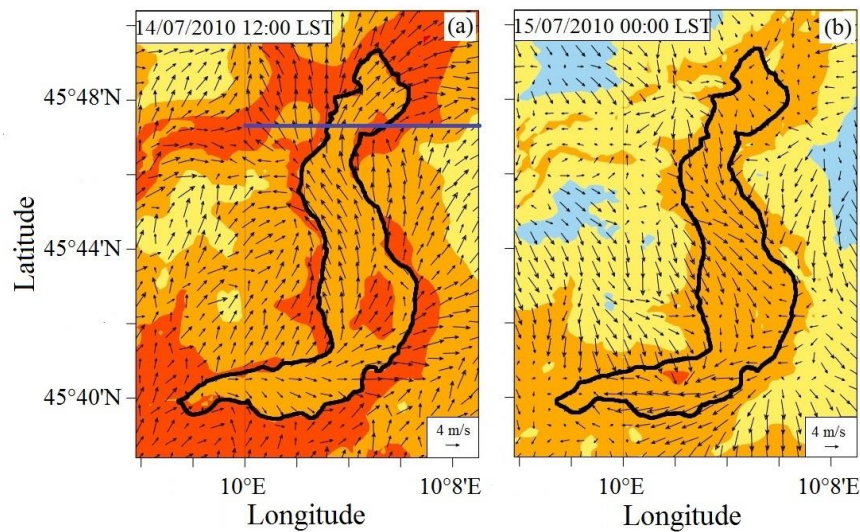 14/07/2010 12:00 LST
(a)
15/07/2010 00:00 LST
(b)
45°48'N
45°44'N
45°40'N
Latitude
4 m/s
4 m/s
10°E
10°8'E
10°E
10°8'E
Longitude
Longitude